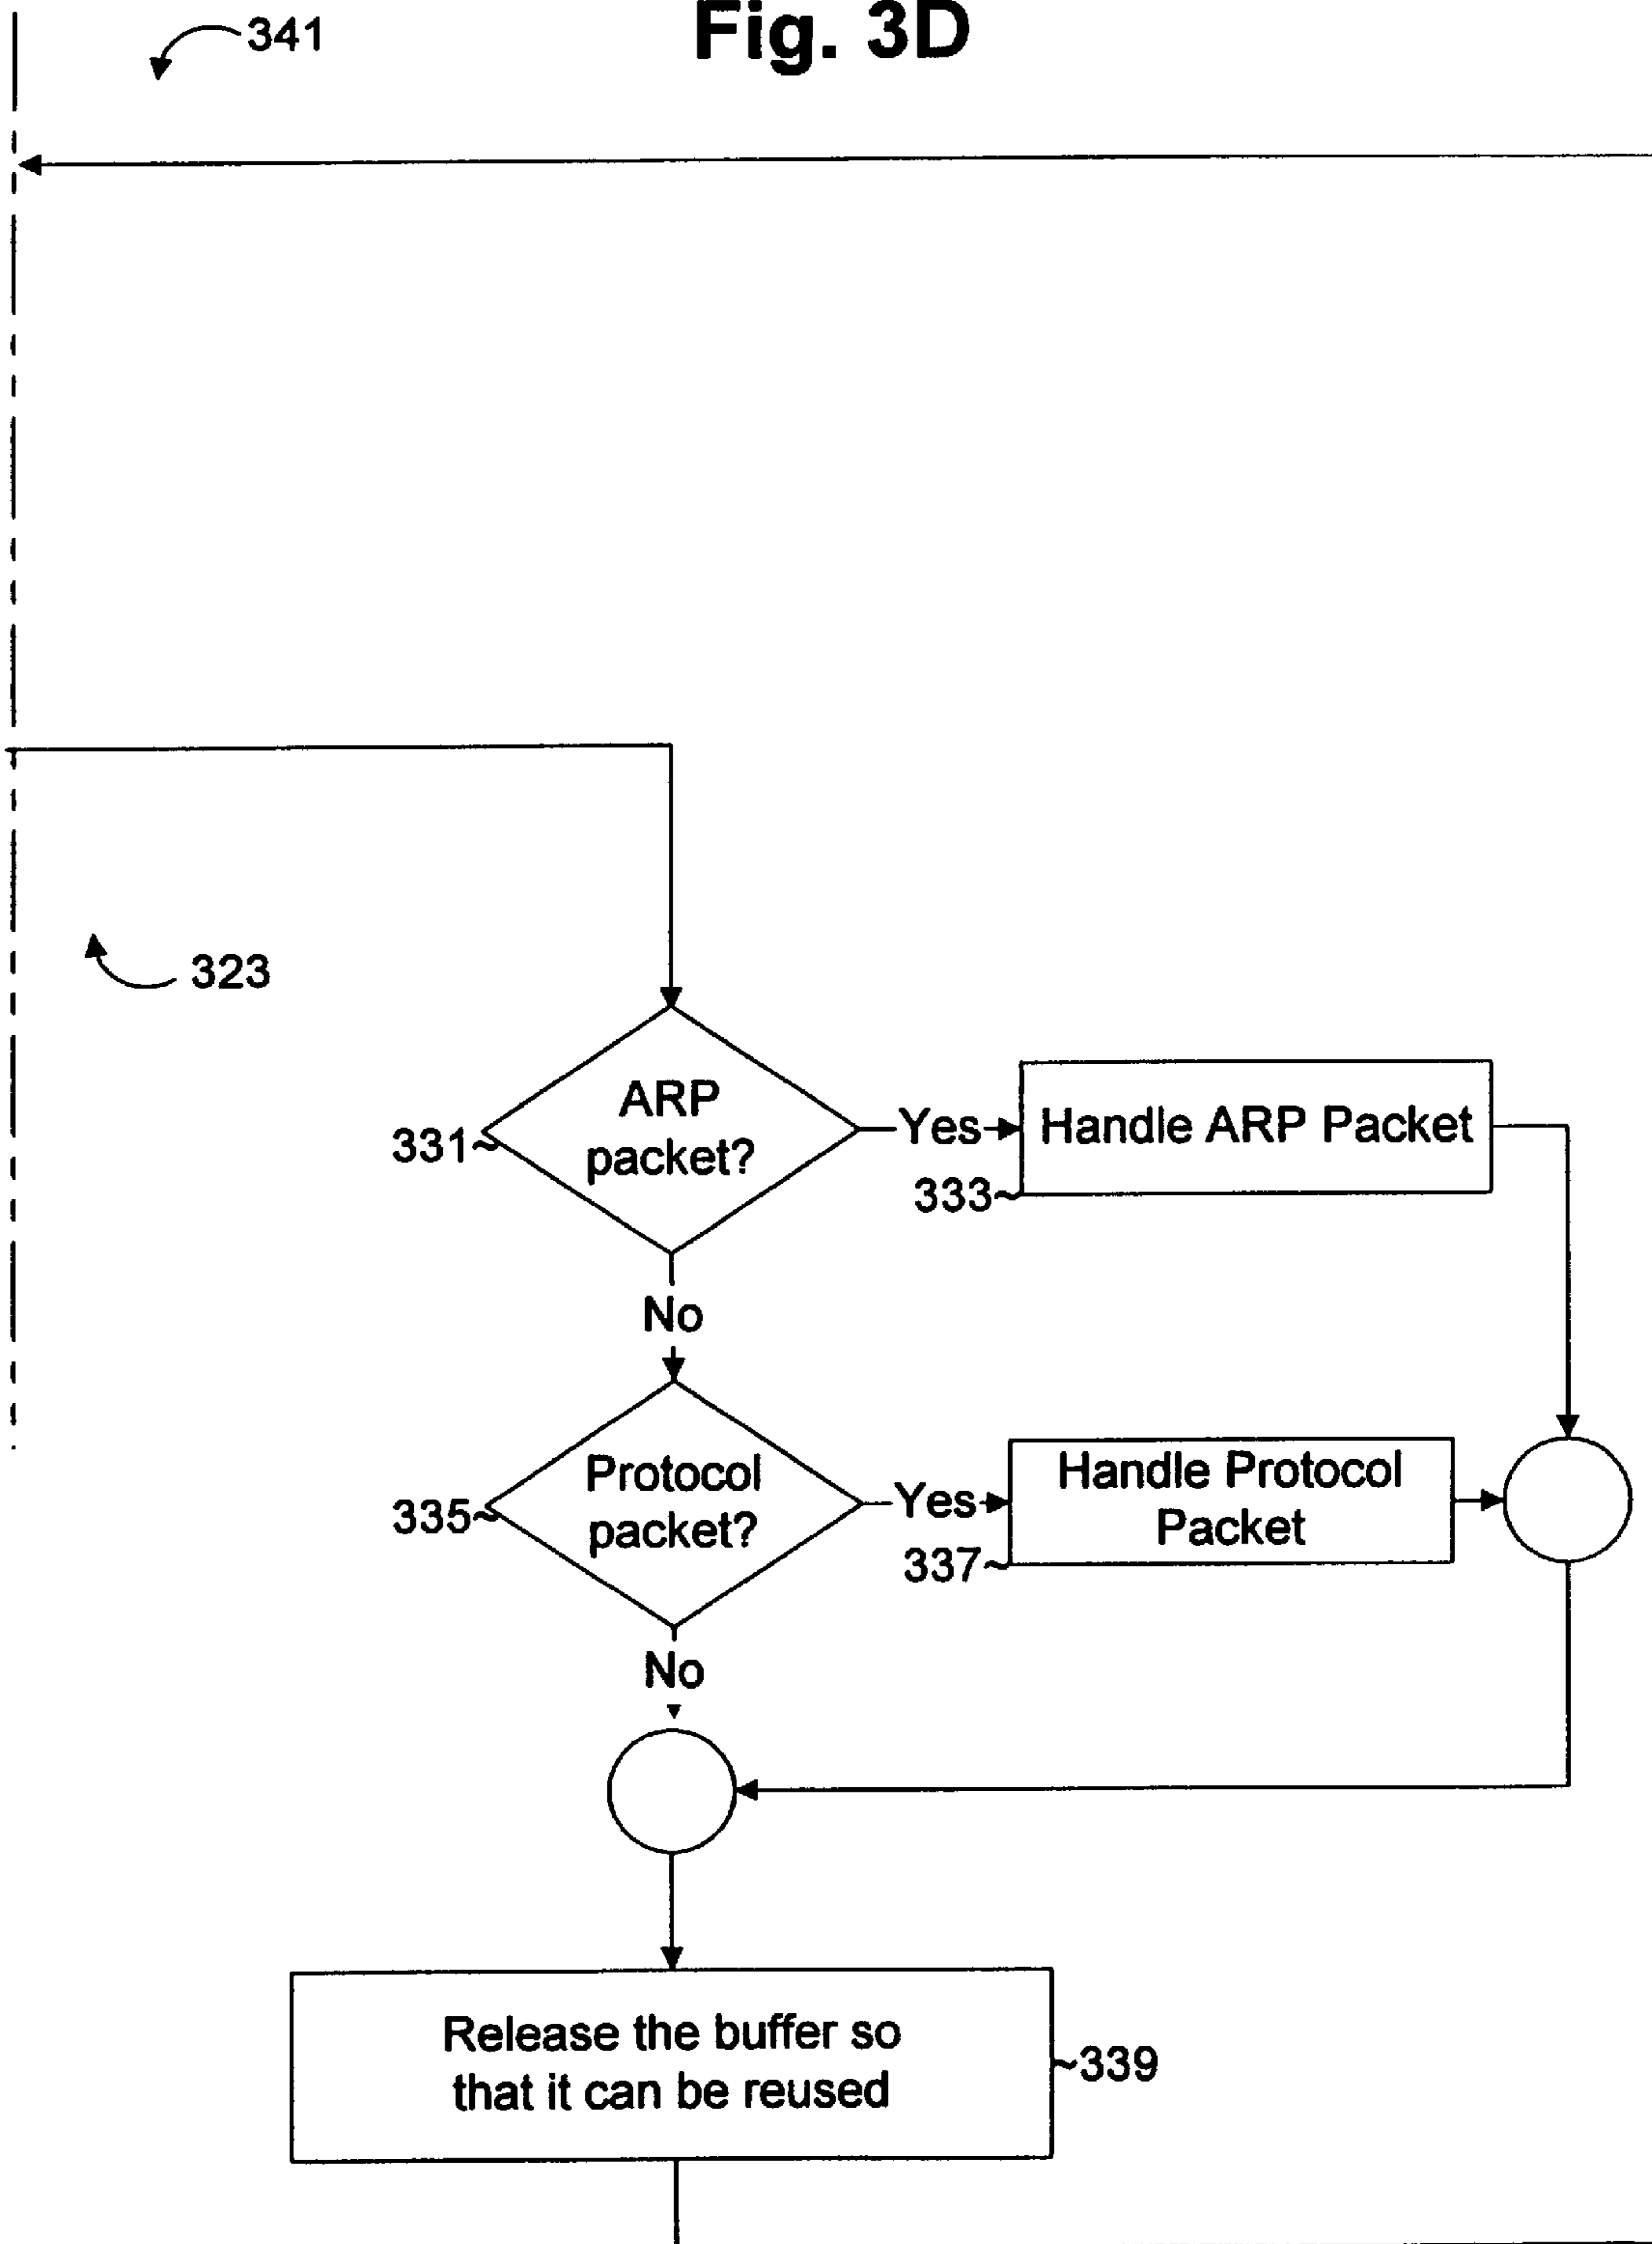 Fig. 3D
341
323
ARP
packet?
331
Yes
Handle ARP Packet
333
No
Protocol
packet?
335
Yes
Handle Protocol
Packet
337
No
Release the buffer so
that it can be reused
339